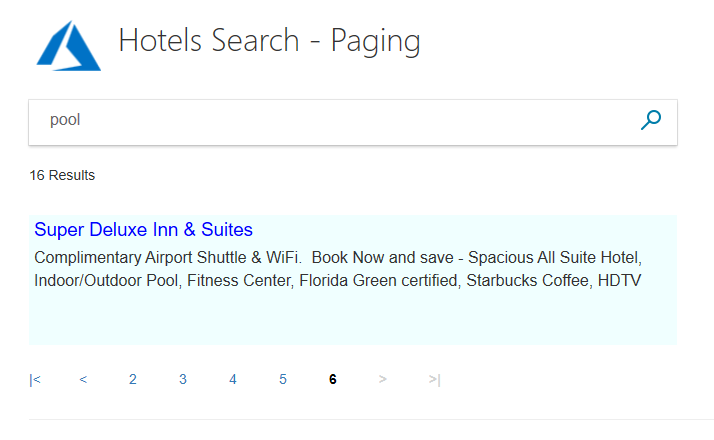 Hotels Search - Paging
pool
16 Results
Super Deluxe Inn & Suites
Complimentary Airport Shuttle & WiFi.  Book Now and save - Spacious All Suite Hotel,
Indoor/Outdoor Pool, Fitness Center, Florida Green certified, Starbucks Coffee, HDTV
|< < 2 3 4 5 6 > >|